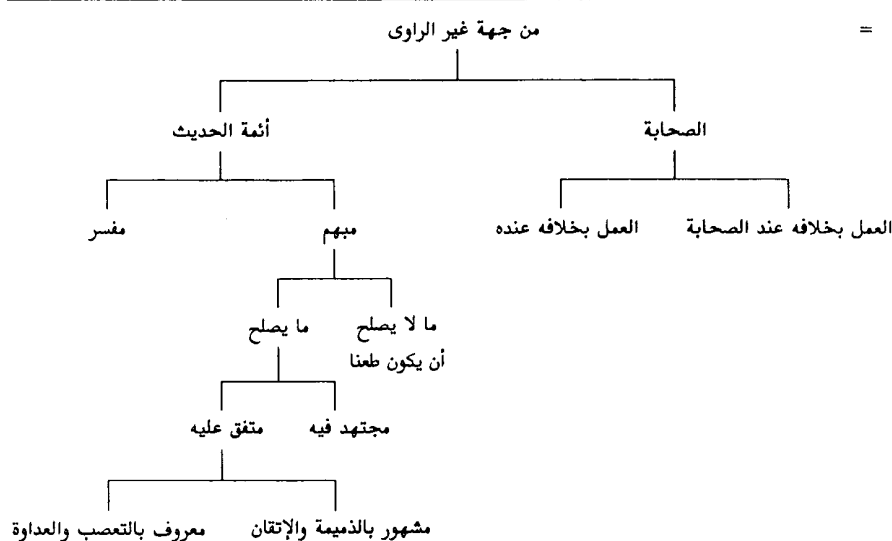 من جهة غير الراوى =
الصحابة أئمة الحديث
العمل بخلافه عند الصحابة العمل بخلافه عنده مبهم مفسر
ما لا يصلح أن يكون طعنا ما يصلح
مجتهد فيه متفق عليه
مشهور بالذميمة والإتقان معروف بالتعصب والعداوة